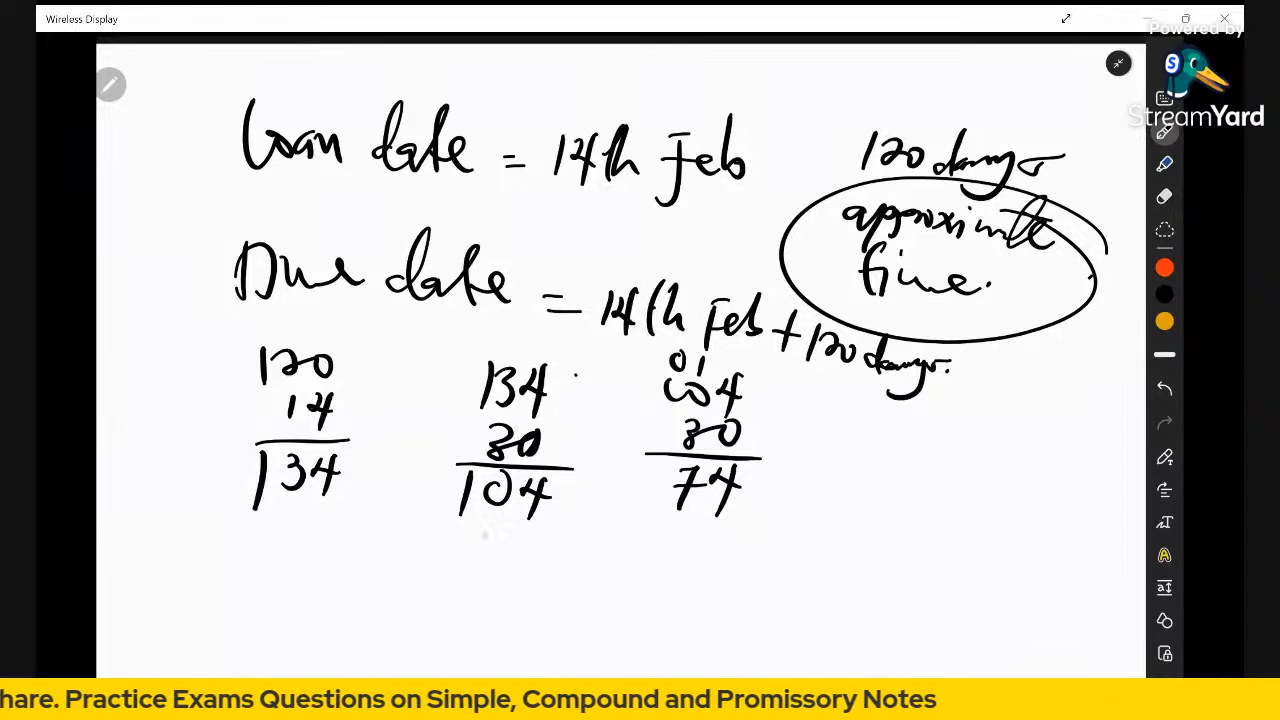 Wireless Display
Powered by
StreamYard
Loan date = 14th Feb
120 days
approximate
time.
Due date = 14th Feb + 120 days.
120
14
134
134
30
104
0 1
104
30
74
hare. Practice Exams Questions on Simple, Compound and Promissory Notes